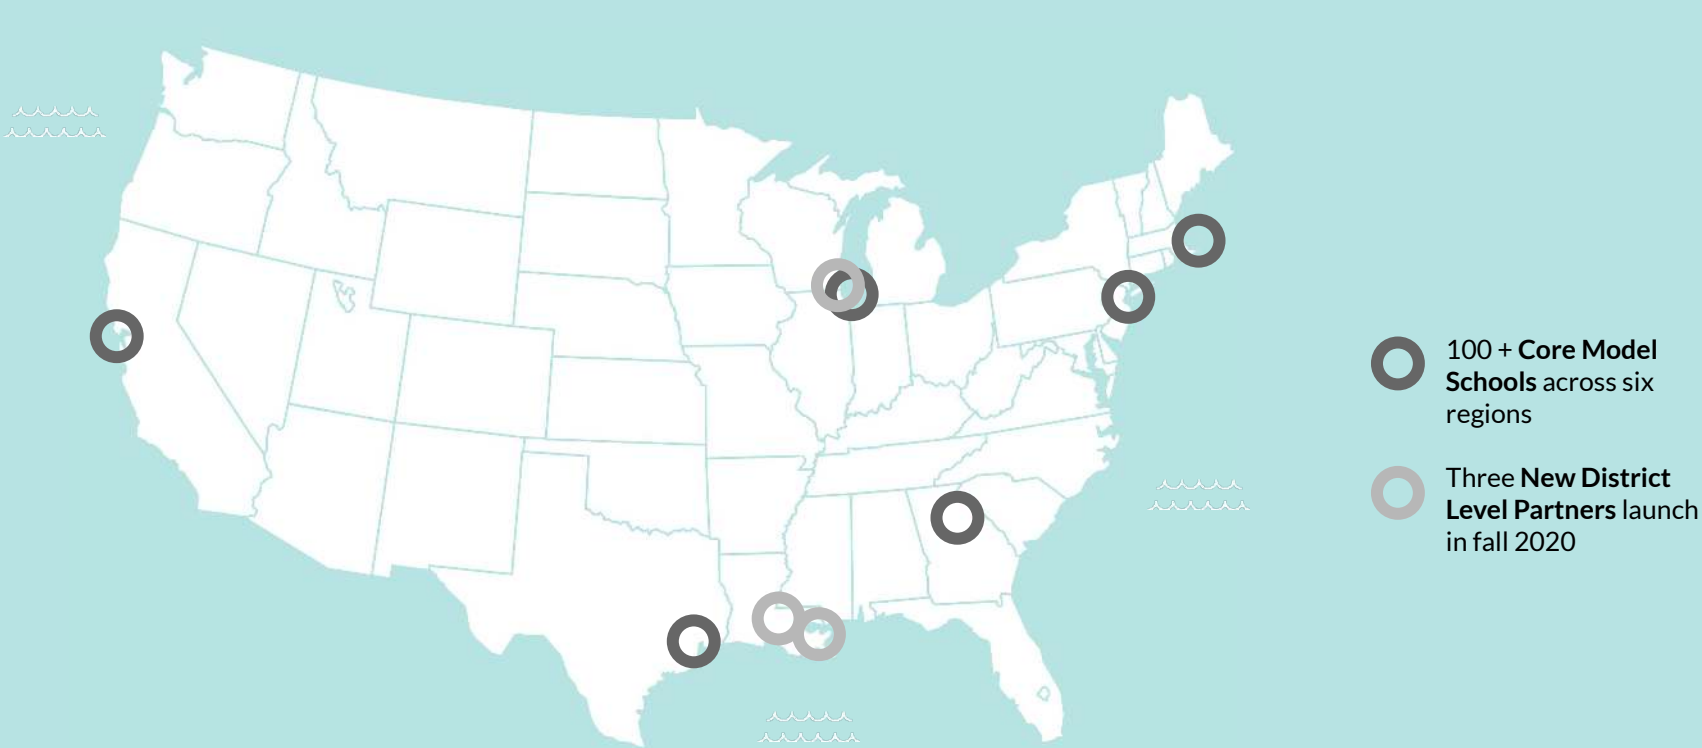 100 + Core Model
Schools across six
regions
Three New District
Level Partners launch
in fall 2020